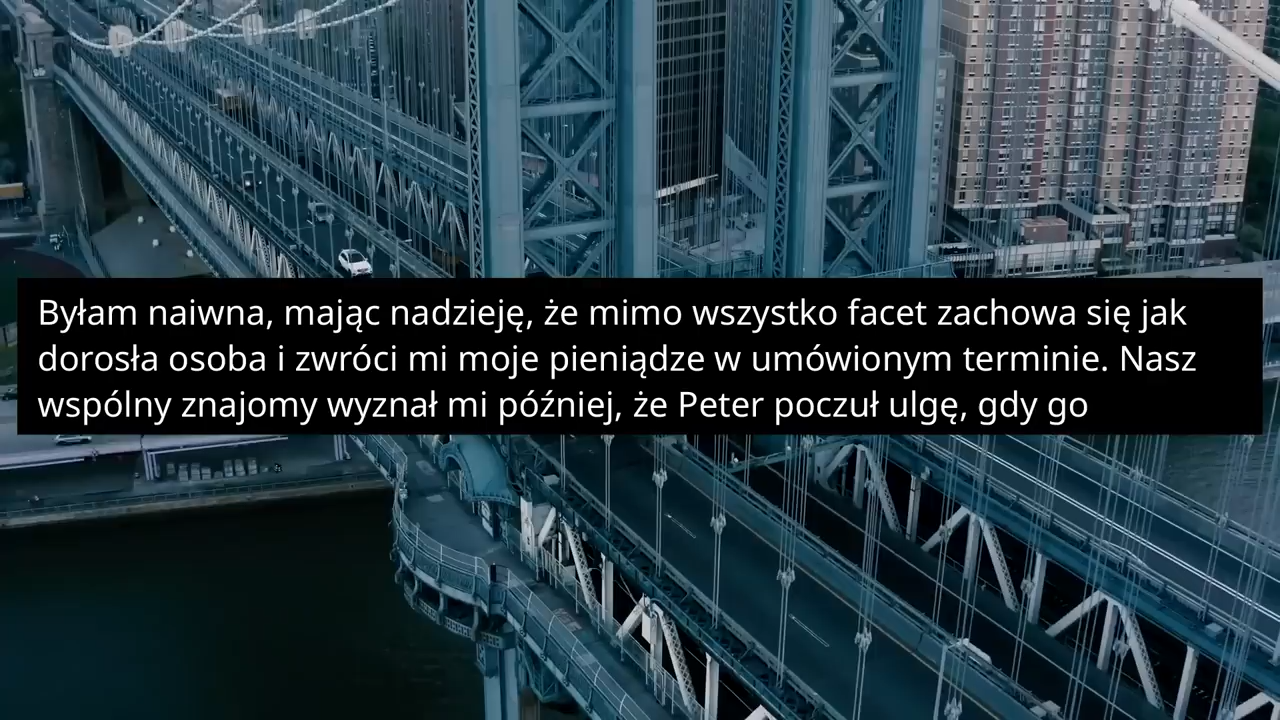 Byłam naiwna, mając nadzieję, że mimo wszystko facet zachowa się jak
dorosła osoba i zwróci mi moje pieniądze w umówionym terminie. Nasz
wspólny znajomy wyznał mi później, że Peter poczuł ulgę, gdy go